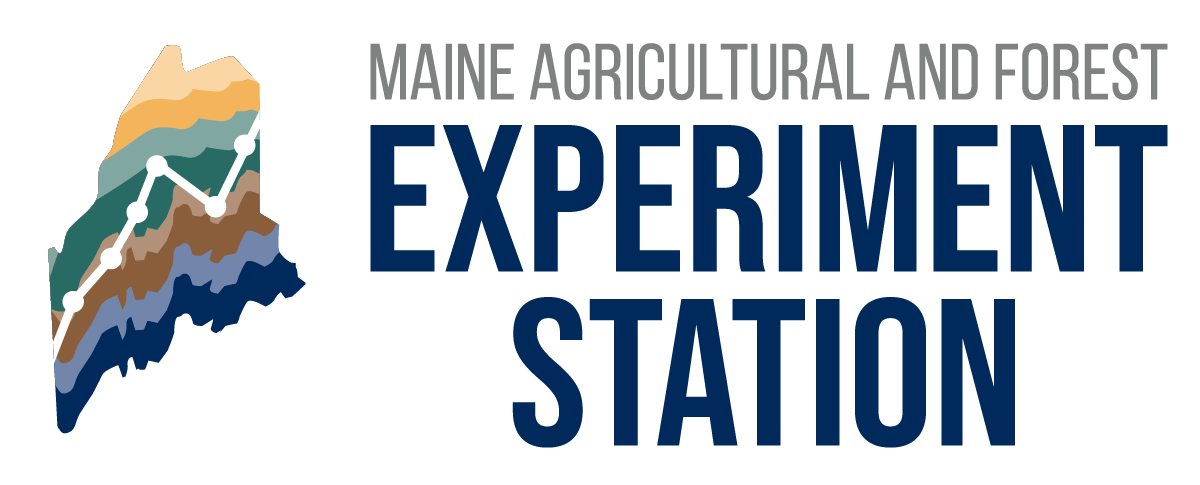 MAINE AGRICULTURAL AND FOREST
EXPERIMENT
STATION